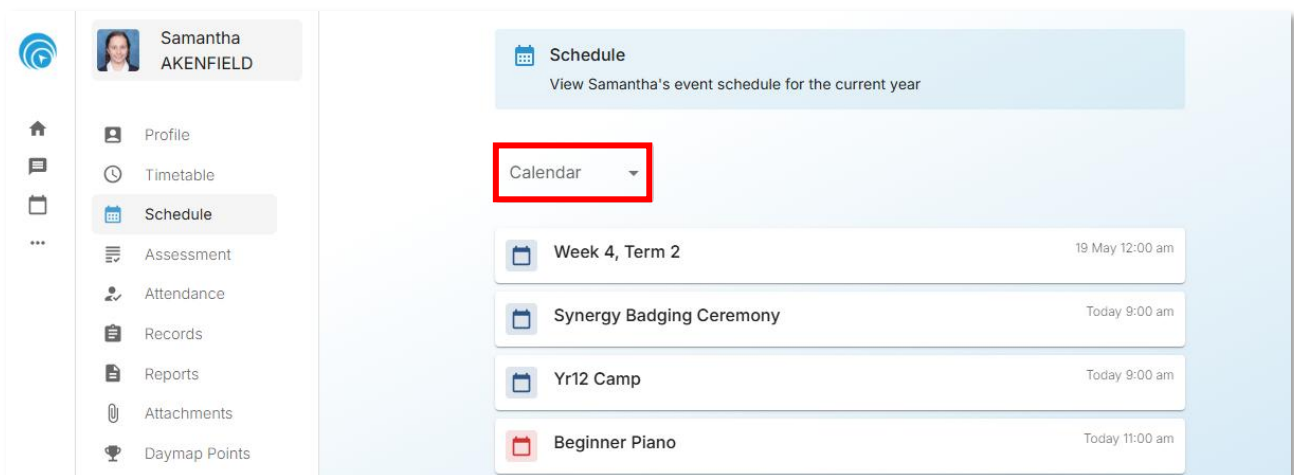 Samantha
AKENFIELD
Profile
Timetable
Schedule
Assessment
Attendance
Records
Reports
Attachments
Daymap Points
Schedule
View Samantha's event schedule for the current year
Calendar
Week 4, Term 2
19 May 12:00 am
Synergy Badging Ceremony
Today 9:00 am
Yr12 Camp
Today 9:00 am
Beginner Piano
Today 11:00 am